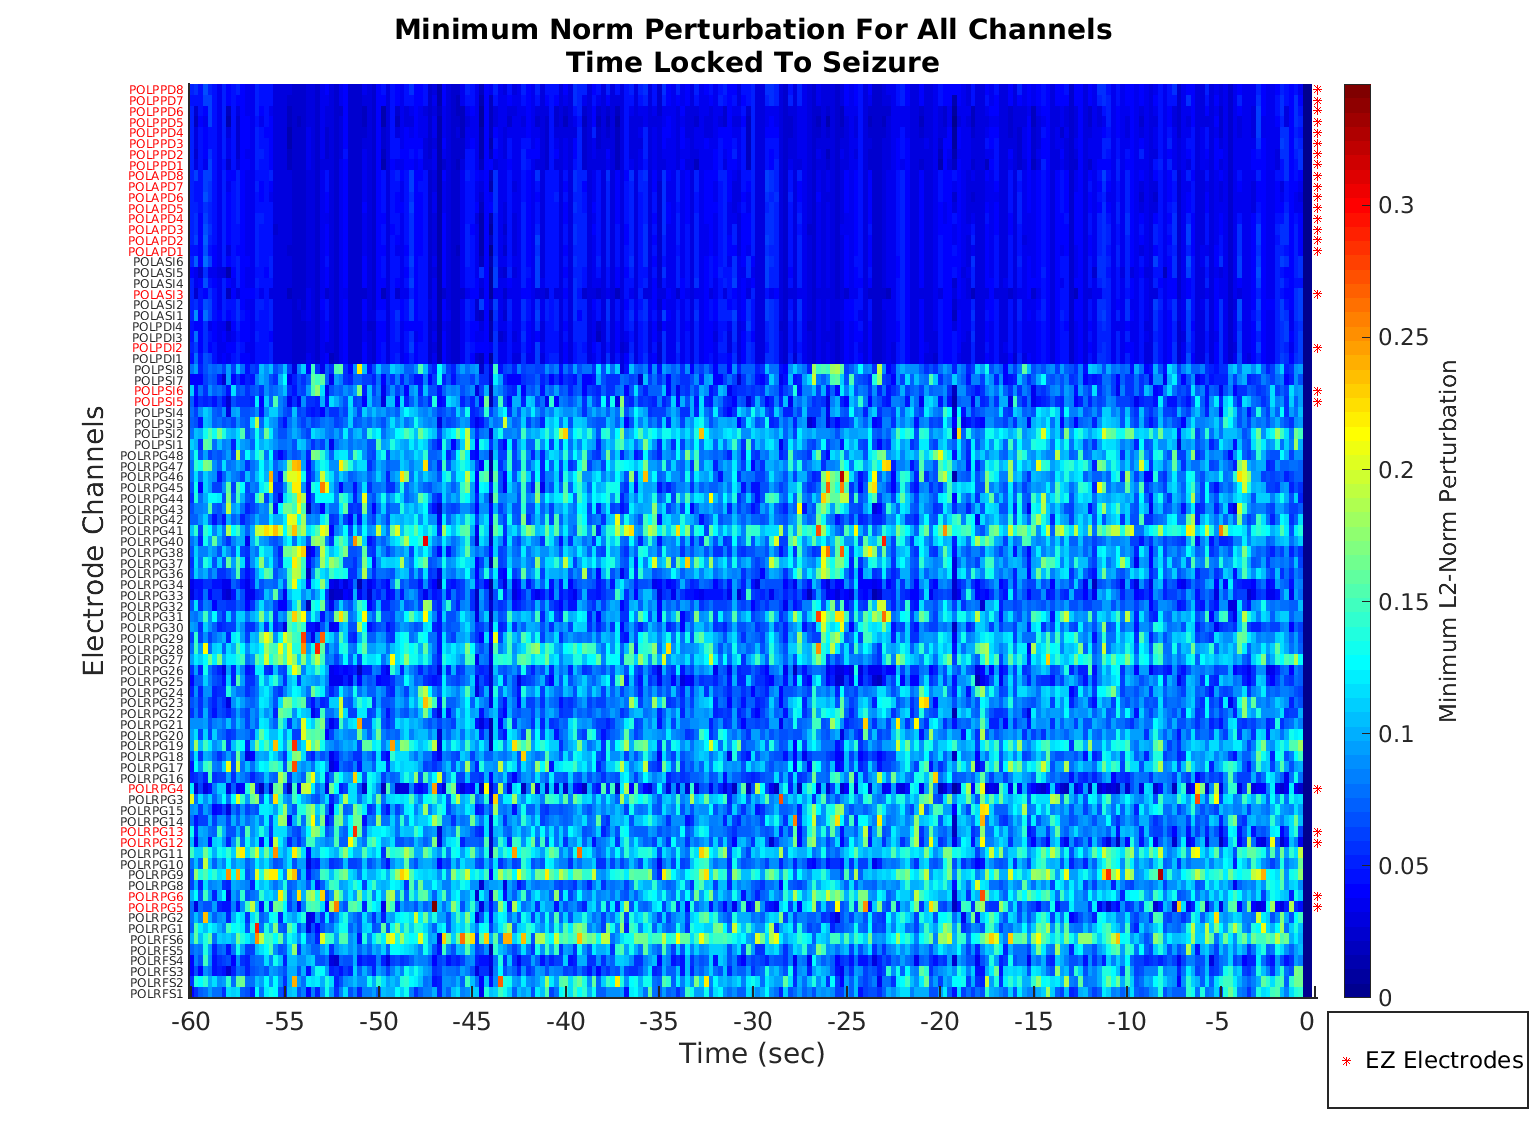 Minimum Norm Perturbation For All Channels
Time Locked To Seizure
POLPPD8
POLPPD7
POLPPD6
POLPPD5
POLPPD4
POLPPD3
POLPPD2
POLPPD1
POLAPD8
POLAPD7
POLAPD6
POLAPD5
POLAPD4
POLAPD3
POLAPD2
POLAPD1
POLASI6
POLASI5
POLASI4
POLASI3
POLASI2
POLASI1
POLPDI4
POLPDI3
POLPDI2
POLPDI1
POLPSI8
POLPSI7
POLPSI6
POLPSI5
POLPSI4
POLPSI3
POLPSI2
POLPSI1
POLRPG48
POLRPG47
POLRPG46
POLRPG45
POLRPG44
POLRPG43
POLRPG42
POLRPG41
POLRPG40
POLRPG38
POLRPG37
POLRPG36
POLRPG34
POLRPG33
POLRPG32
POLRPG31
POLRPG30
POLRPG29
POLRPG28
POLRPG27
POLRPG26
POLRPG25
POLRPG24
POLRPG23
POLRPG22
POLRPG21
POLRPG20
POLRPG19
POLRPG18
POLRPG17
POLRPG16
POLRPG4
POLRPG3
POLRPG15
POLRPG14
POLRPG13
POLRPG12
POLRPG11
POLRPG10
POLRPG9
POLRPG8
POLRPG6
POLRPG5
POLRPG2
POLRPG1
POLRFS6
POLRFS5
POLRFS4
POLRFS3
POLRFS2
POLRFS1
Electrode Channels
-60 -55 -50 -45 -40 -35 -30 -25 -20 -15 -10 -5 0
Time (sec)
0.3
0.25
0.2
0.15
0.1
0.05
0
Minimum L2-Norm Perturbation
EZ Electrodes